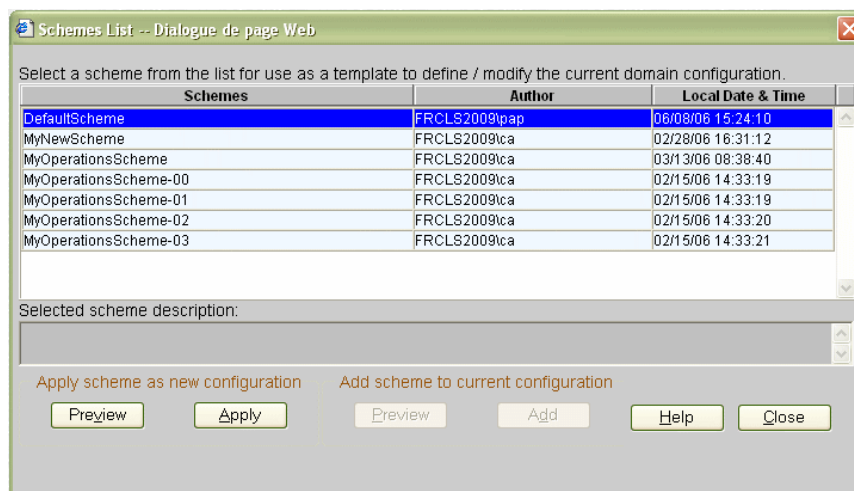 Schemes List -- Dialogue de page Web
Select a scheme from the list for use as a template to define / modify the current domain configuration.
Schemes Author Local Date & Time
DefaultScheme FRCLS2009\pap 06/08/06 15:24:10
MyNewScheme FRCLS2009\ca 02/28/06 16:31:12
MyOperationsScheme FRCLS2009\ca 03/13/06 08:38:40
MyOperationsScheme-00 FRCLS2009\ca 02/15/06 14:33:19
MyOperationsScheme-01 FRCLS2009\ca 02/15/06 14:33:19
MyOperationsScheme-02 FRCLS2009\ca 02/15/06 14:33:20
MyOperationsScheme-03 FRCLS2009\ca 02/15/06 14:33:21
Selected scheme description:
Apply scheme as new configuration Add scheme to current configuration
Preview Apply Preview Add Help Close